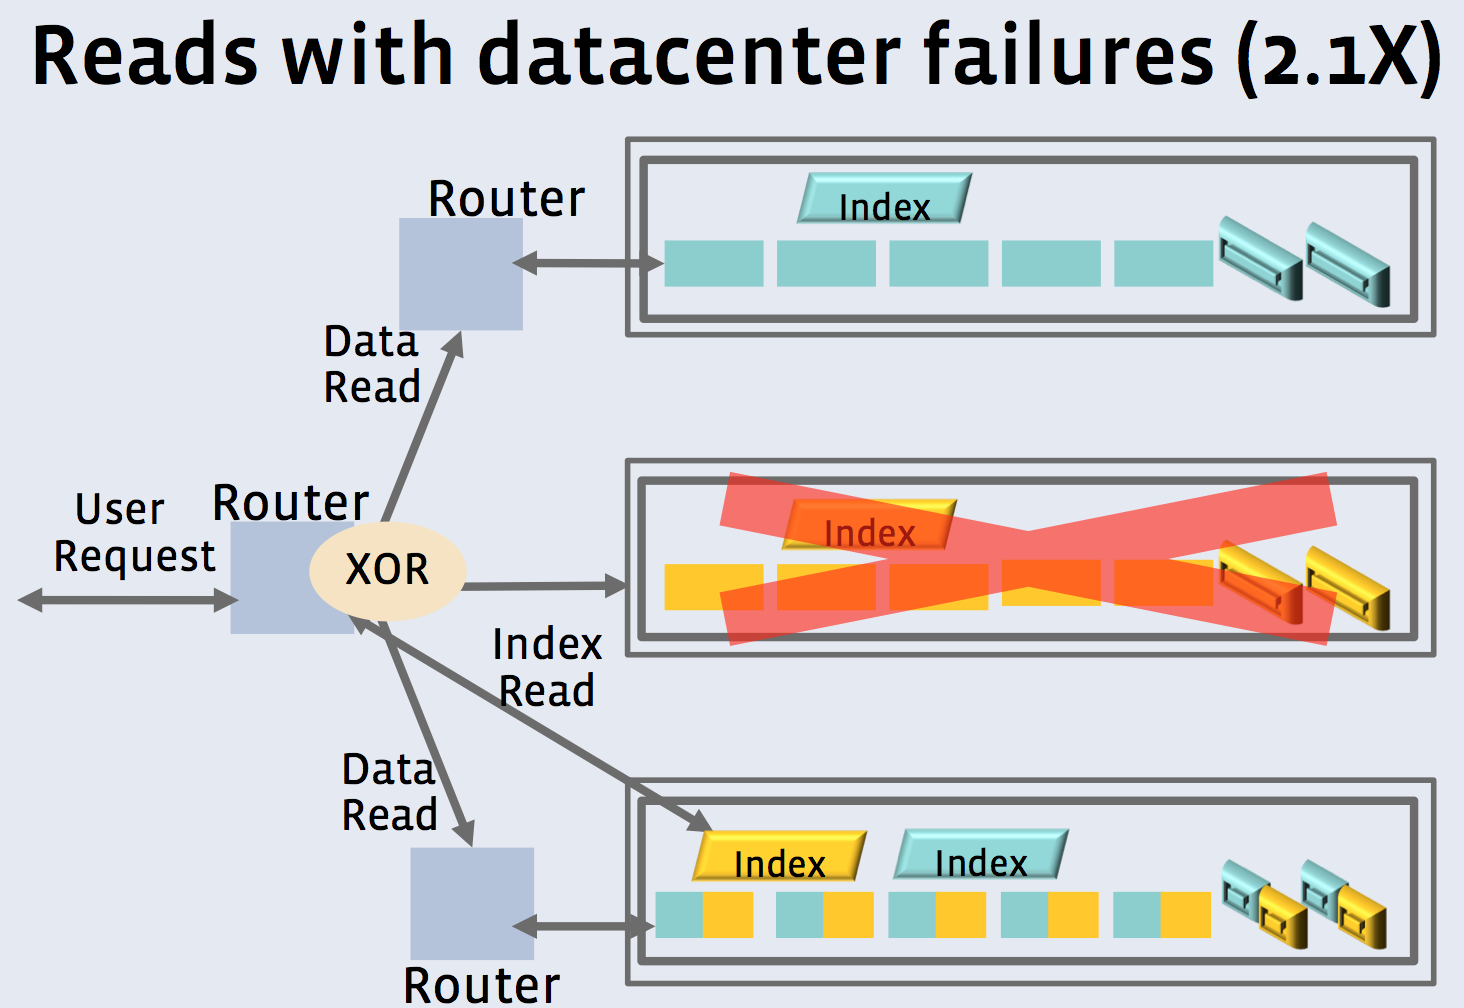 Reads with datacenter failures (2.1X)
Router
Index
Data
Read
User
Request
Router
XOR
Index
Index
Read
Data
Read
Index
Index
Router